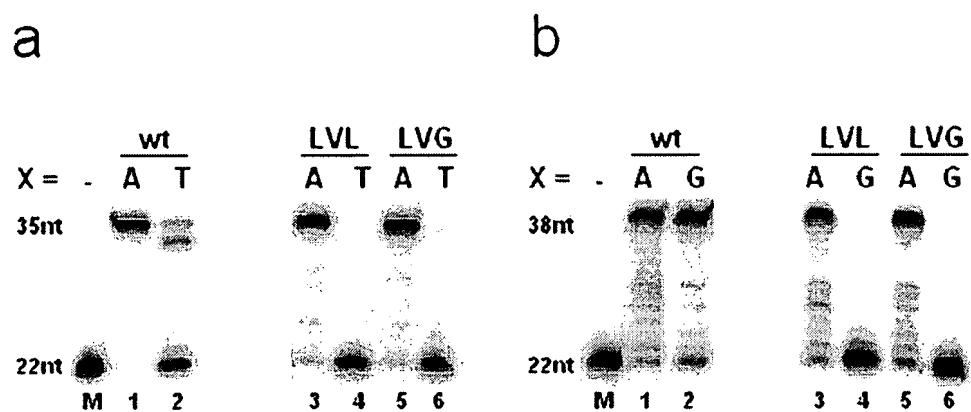 a
b
wt LVL LVG
X = - A T A T A T
35nt
22nt
M 1 2 3 4 5 6
wt LVL LVG
X = - A G A G A G
38nt
22nt
M 1 2 3 4 5 6